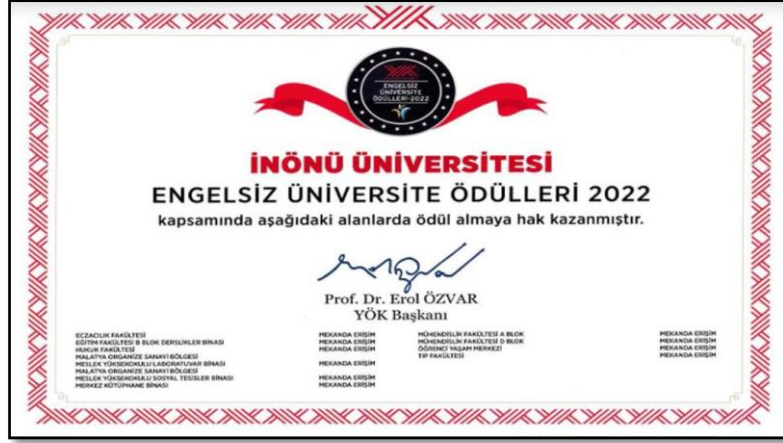 ENGELSİZ
ÜNİVERSİTE
ÖDÜLLERİ-2022
İNÖNÜ ÜNİVERSİTESİ
ENGELSİZ ÜNİVERSİTE ÖDÜLLERİ 2022
kapsamında aşağıdaki alanlarda ödül almaya hak kazanmıştır.
Prof. Dr. Erol ÖZVAR
YÖK Başkanı
ECZACILIK FAKÜLTESİ MEKANDA ERİŞİM
EĞİTİM FAKÜLTESİ B BLOK DERSLİKLER BİNASI MEKANDA ERİŞİM
HUKUK FAKÜLTESİ MEKANDA ERİŞİM
MALATYA ORGANİZE SANAYİ BÖLGESİ
MESLEK YÜKSEKOKULU LABORATUVAR BİNASI MEKANDA ERİŞİM
MALATYA ORGANİZE SANAYİ BÖLGESİ
MESLEK YÜKSEKOKULU SOSYAL TESİSLER BİNASI MEKANDA ERİŞİM
MERKEZ KÜTÜPHANE BİNASI MEKANDA ERİŞİM
MÜHENDİSLİK FAKÜLTESİ A BLOK MEKANDA ERİŞİM
MÜHENDİSLİK FAKÜLTESİ D BLOK MEKANDA ERİŞİM
ÖĞRENCİ YAŞAM MERKEZİ MEKANDA ERİŞİM
TIP FAKÜLTESİ MEKANDA ERİŞİM